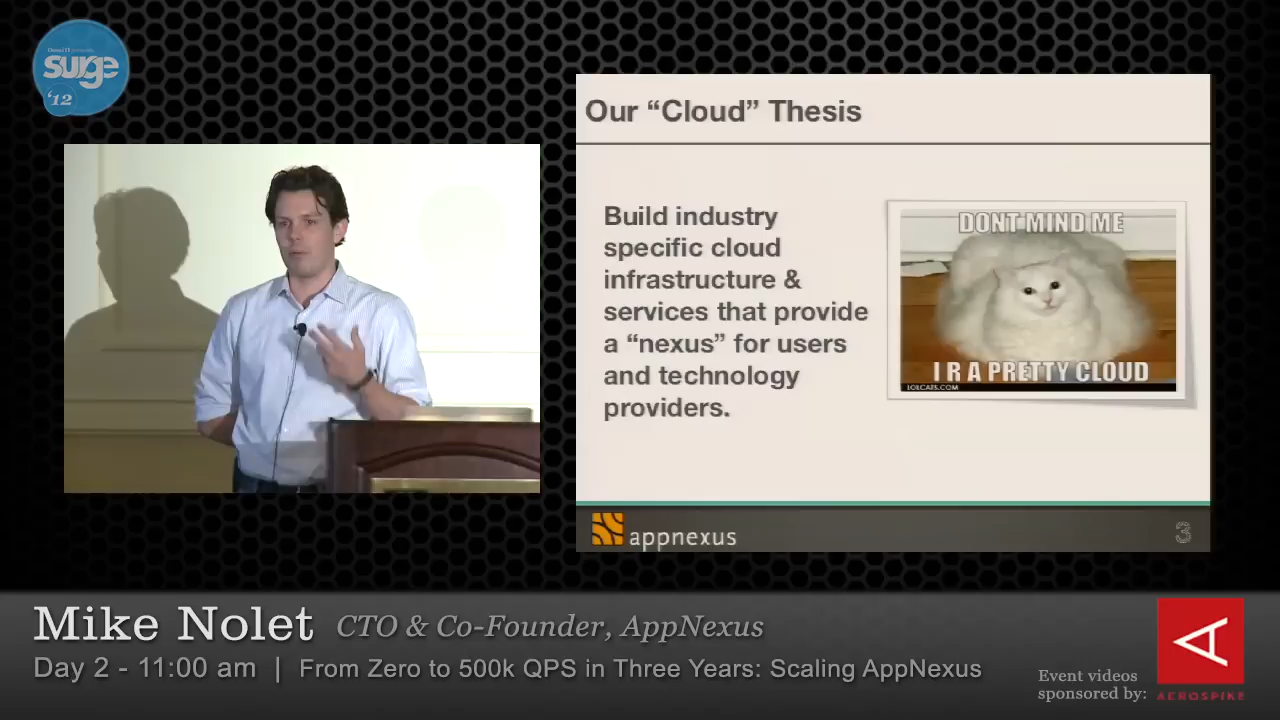 surge
'12
Our “Cloud” Thesis
Build industry
specific cloud
infrastructure &
services that provide
a “nexus” for users
and technology
providers.
DONT MIND ME
I R A PRETTY CLOUD
LOLCATS.COM
appnexus
3
Mike Nolet CTO & Co-Founder, AppNexus
Day 2 - 11:00 am | From Zero to 500k QPS in Three Years: Scaling AppNexus
Event videos
sponsored by:
AEROSPIKE